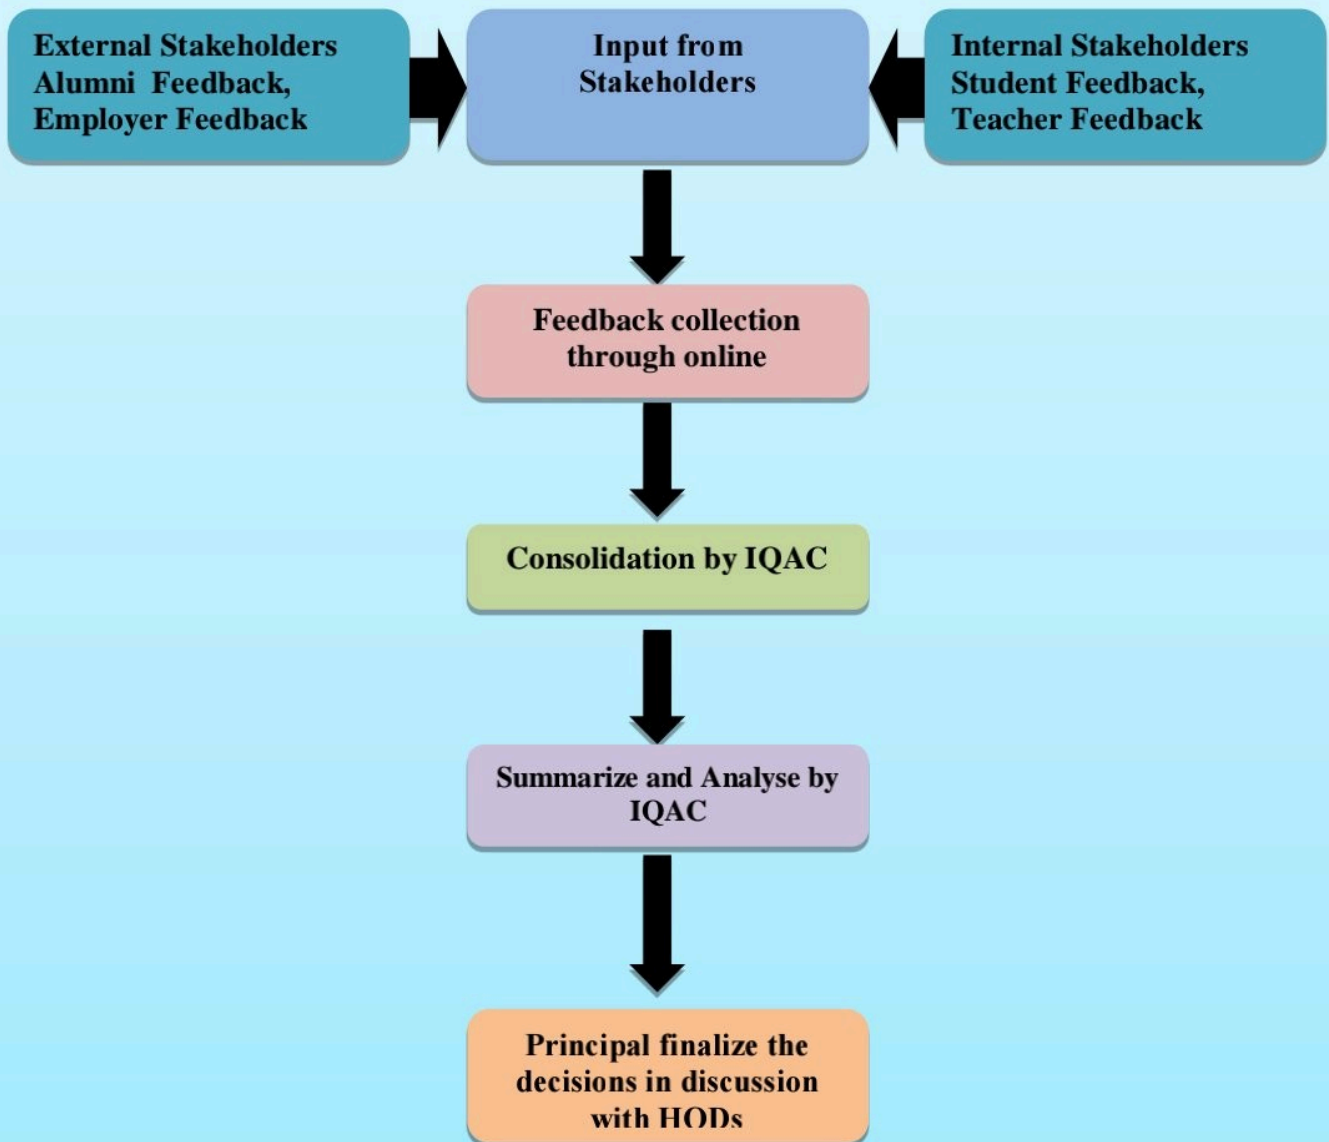 External Stakeholders
Alumni Feedback,
Employer Feedback
Input from
Stakeholders
Internal Stakeholders
Student Feedback,
Teacher Feedback
Feedback collection
through online
Consolidation by IQAC
Summarize and Analyse by
IQAC
Principal finalize the
decisions in discussion
with HODs